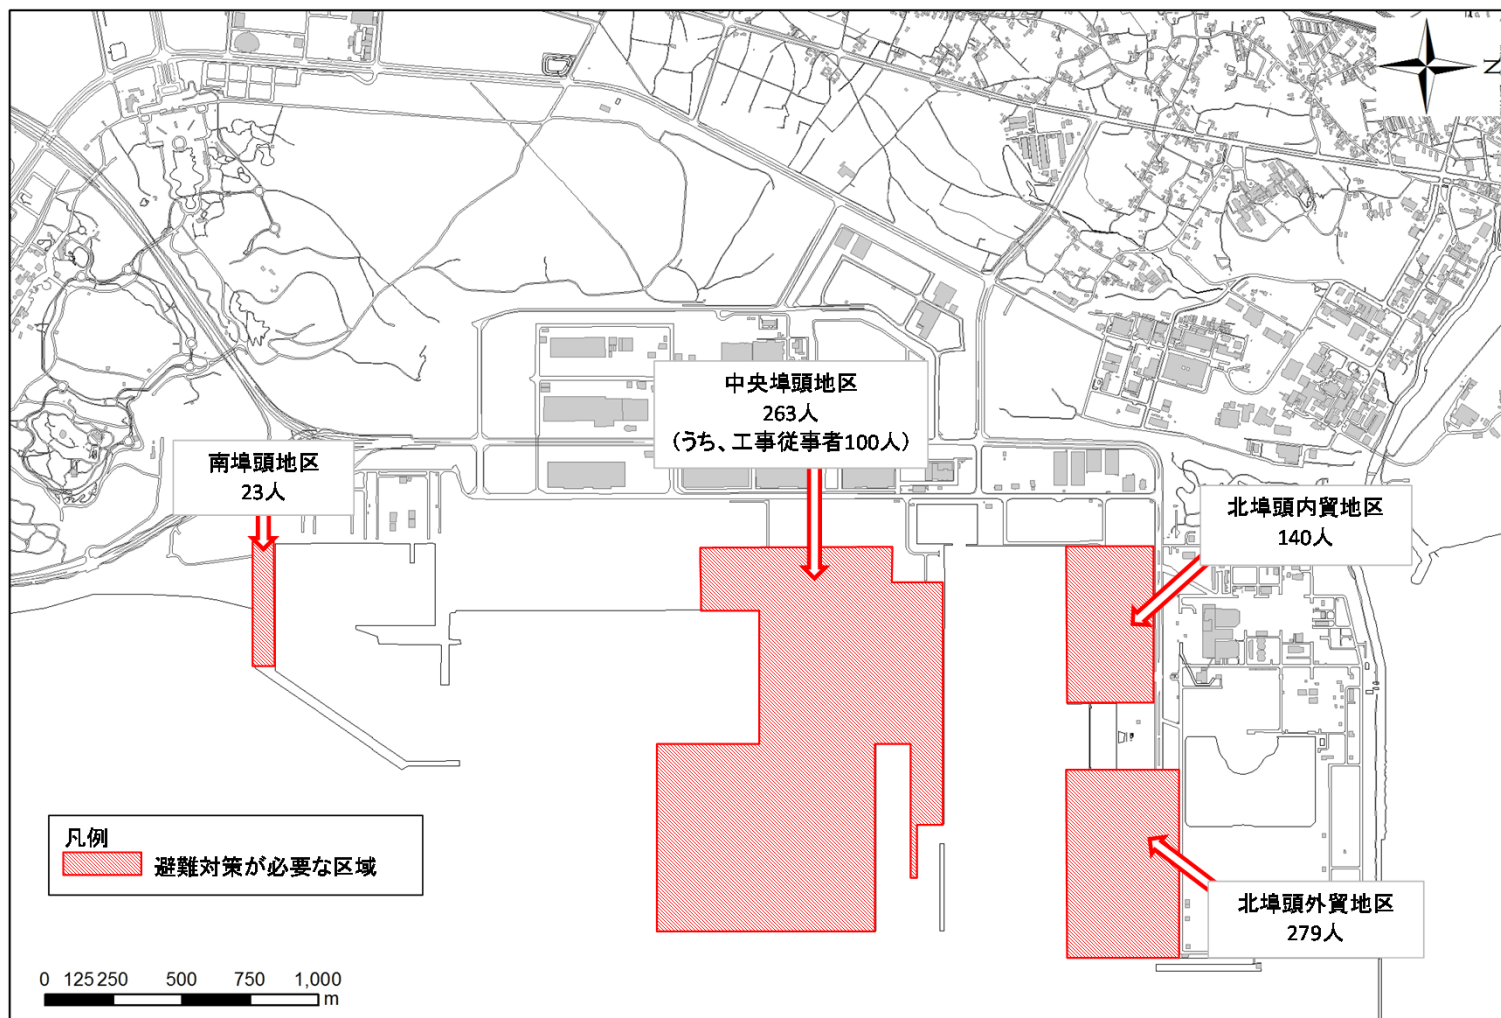 N
中央埠頭地区
263人
（うち、工事従事者100人）
南埠頭地区
23人
北埠頭内貿地区
140人
凡例
避難対策が必要な区域
北埠頭外貿地区
279人
0 125 250 500 750 1,000
m